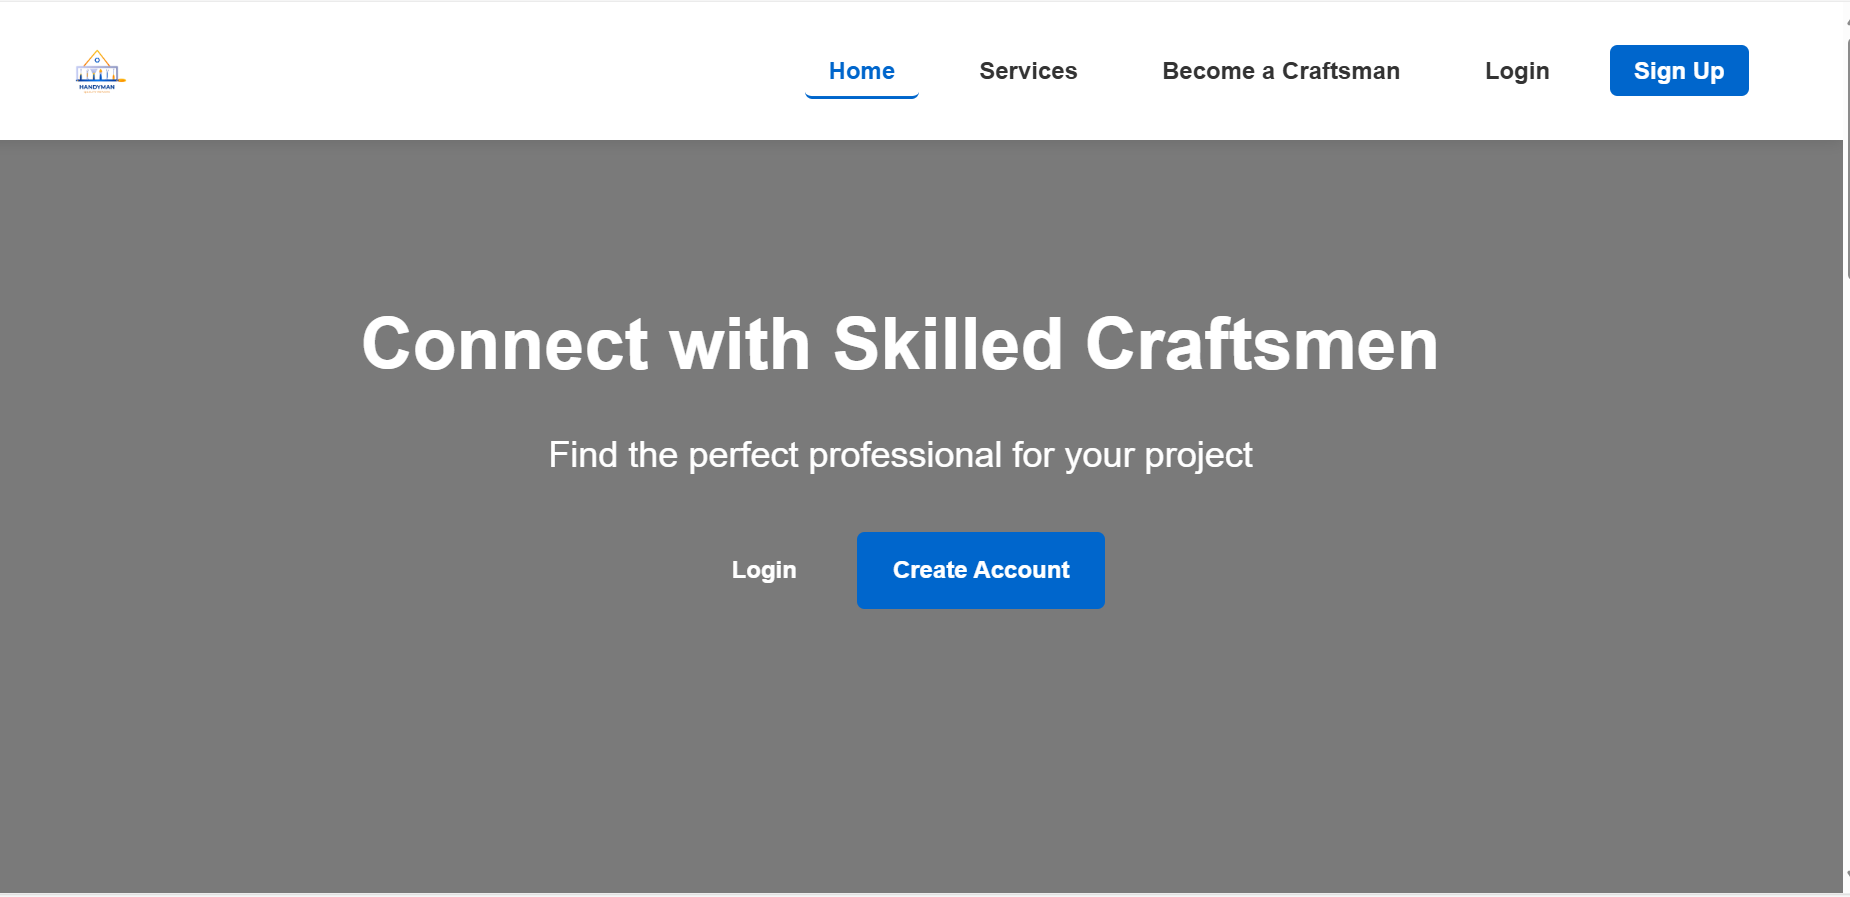 HANDYMAN
Home
Services
Become a Craftsman
Login
Sign Up
Connect with Skilled Craftsmen
Find the perfect professional for your project
Login
Create Account